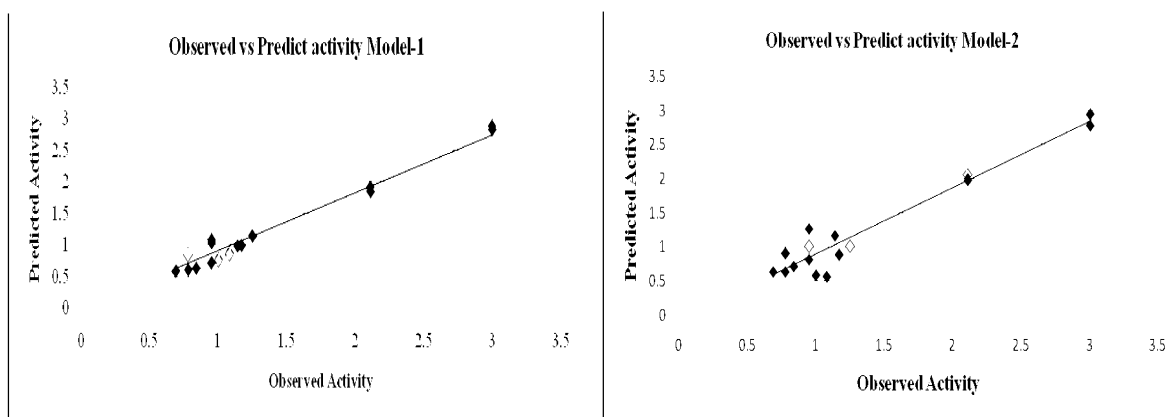 Observed vs Predict activity Model-1
3.5
3
2.5
2
1.5
1
0.5
0
Predicted Activity
0 0.5 1 1.5 2 2.5 3 3.5
Observed Activity
Observed vs Predict activity Model-2
3.5
3
2.5
2
1.5
1
0.5
0
Predicted Activity
0 0.5 1 1.5 2 2.5 3 3.5
Observed Activity